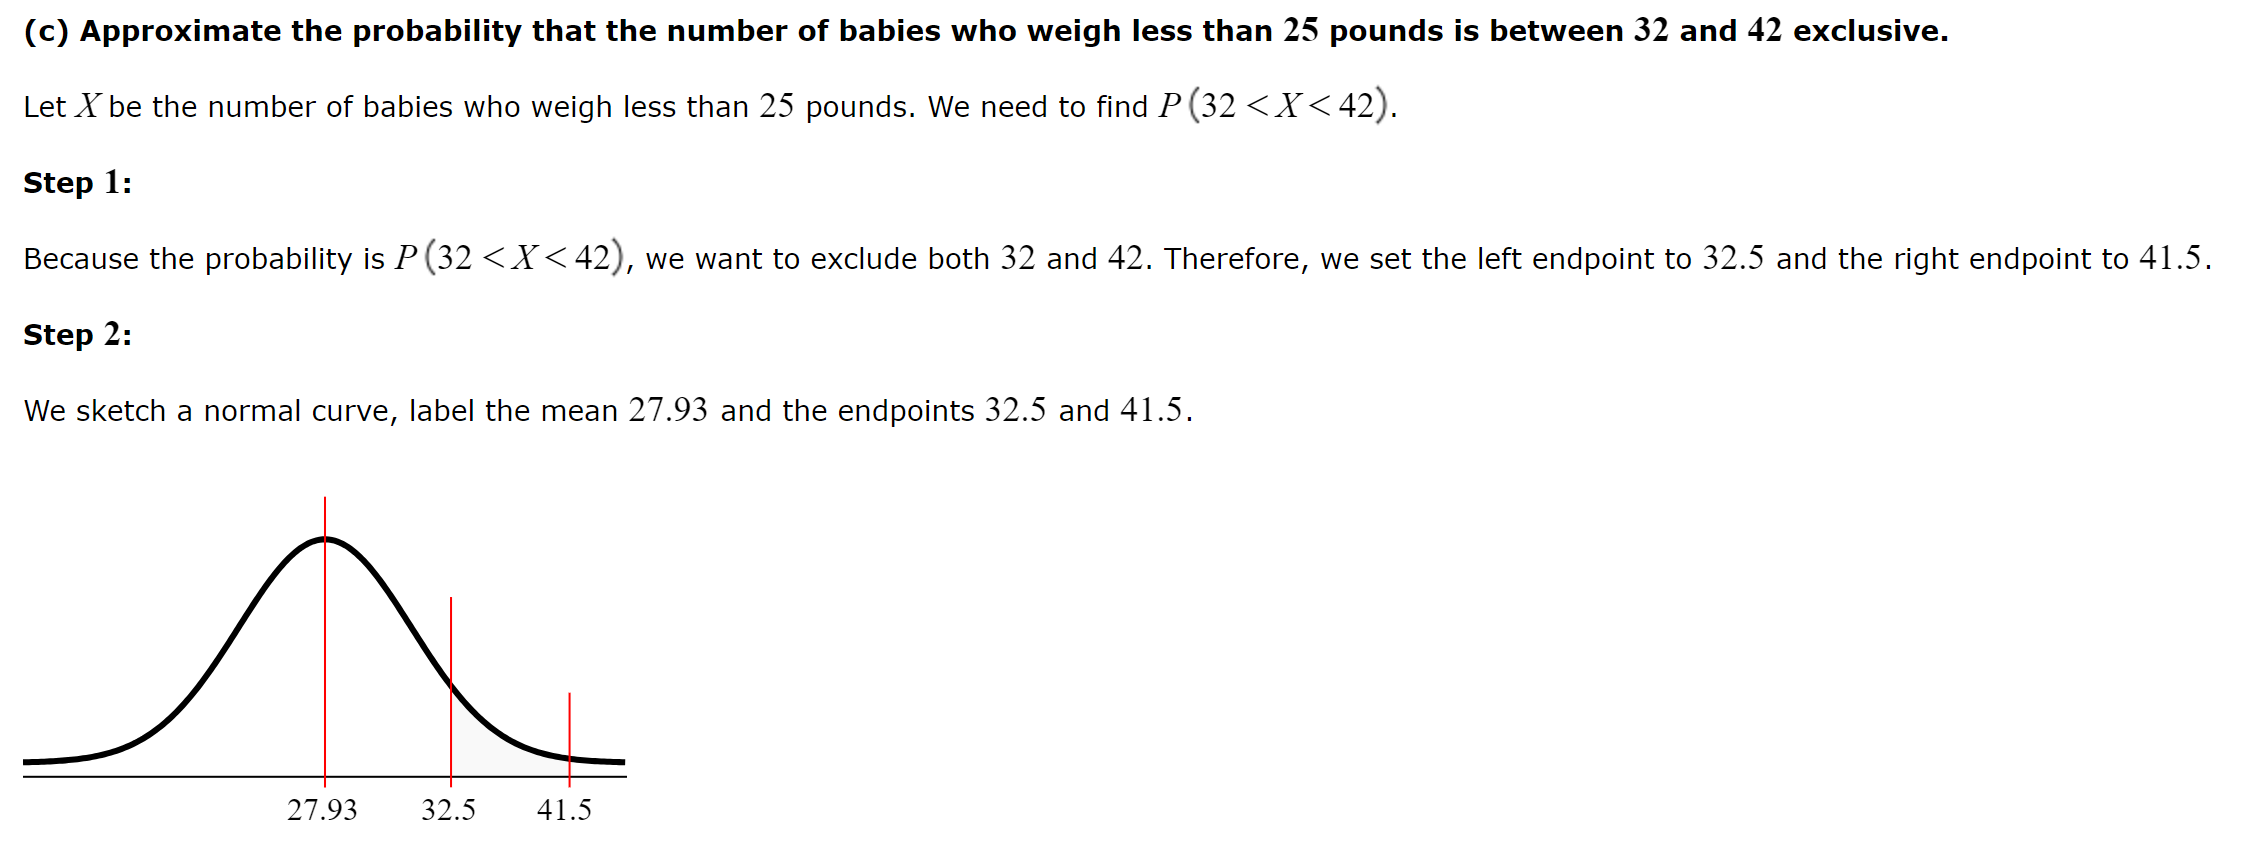 (c) Approximate the probability that the number of babies who weigh less than 25 pounds is between 32 and 42 exclusive.
Let X be the number of babies who weigh less than 25 pounds. We need to find P(32 < X < 42).
Step 1:
Because the probability is P(32 < X < 42), we want to exclude both 32 and 42. Therefore, we set the left endpoint to 32.5 and the right endpoint to 41.5.
Step 2:
We sketch a normal curve, label the mean 27.93 and the endpoints 32.5 and 41.5.
27.93 32.5 41.5